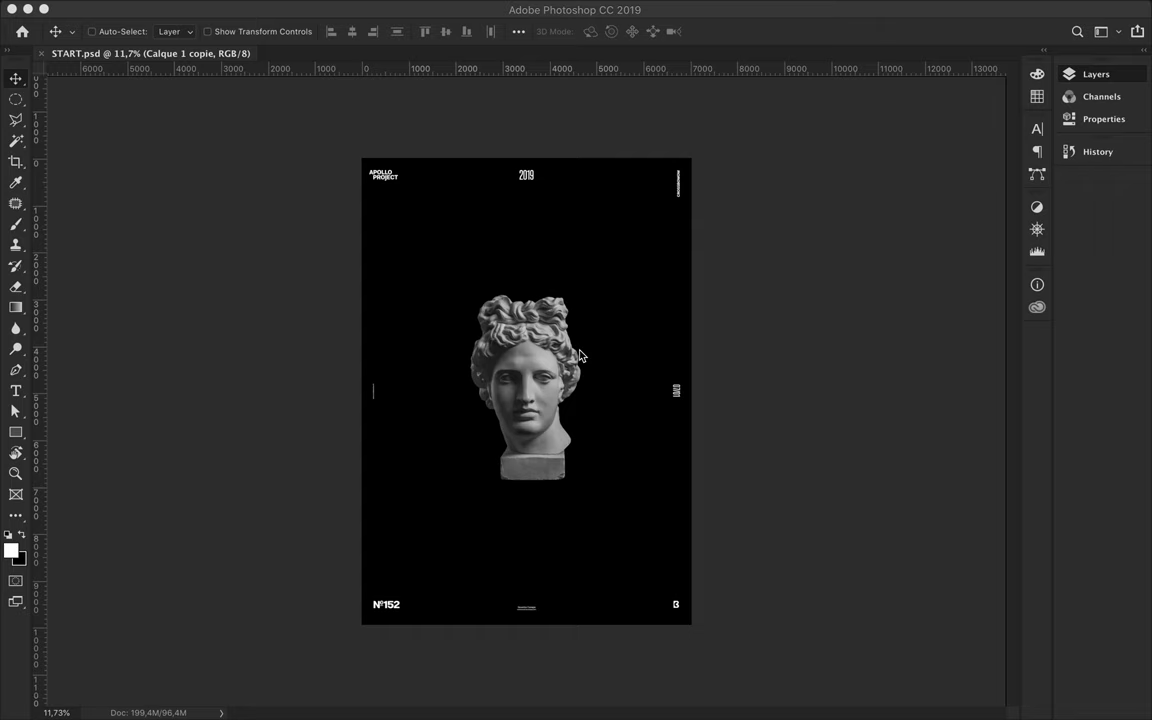 Adobe Photoshop CC 2019
Auto-Select:
Layer
Show Transform Controls
3D Mode:
START.psd @ 11,7% (Calque 1 copie, RGB/8)
6000
5000
4000
3000
2000
1000
0
1000
2000
3000
4000
5000
6000
7000
8000
9000
10000
11000
12000
13000
Layers
Channels
Properties
History
APOLLO
PROJECT
2019
Nº152
B
11,73%
Doc: 199,4M/96,4M